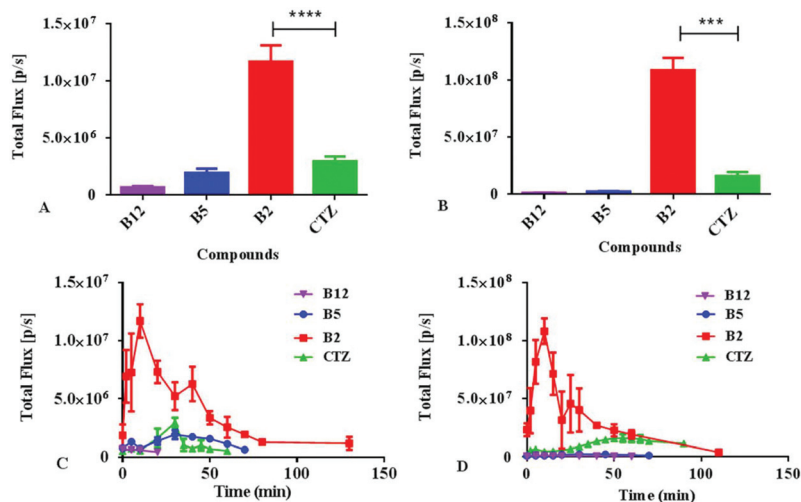 1.5×10⁷
1.0×10⁷
5.0×10⁶
0
Total Flux [p/s]
****
B12 B5 B2 CTZ
Compounds
A
1.5×10⁸
1.0×10⁸
5.0×10⁷
0
Total Flux [p/s]
***
B12 B5 B2 CTZ
Compounds
B
1.5×10⁷
1.0×10⁷
5.0×10⁶
0
Total Flux [p/s]
B12
B5
B2
CTZ
0 50 100 150
Time (min)
C
1.5×10⁸
1.0×10⁸
5.0×10⁷
0
Total Flux [p/s]
B12
B5
B2
CTZ
0 50 100 150
Time (min)
D